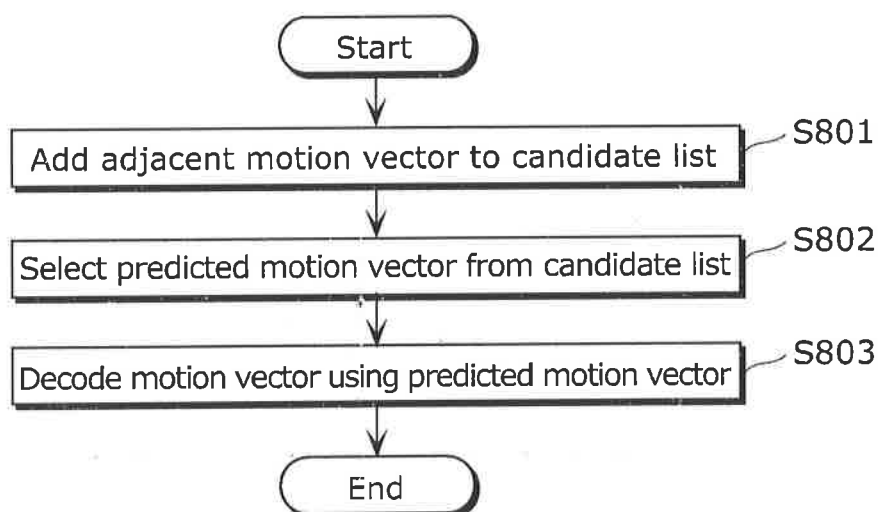 Start
Add adjacent motion vector to candidate list
S801
Select predicted motion vector from candidate list
S802
Decode motion vector using predicted motion vector
S803
End